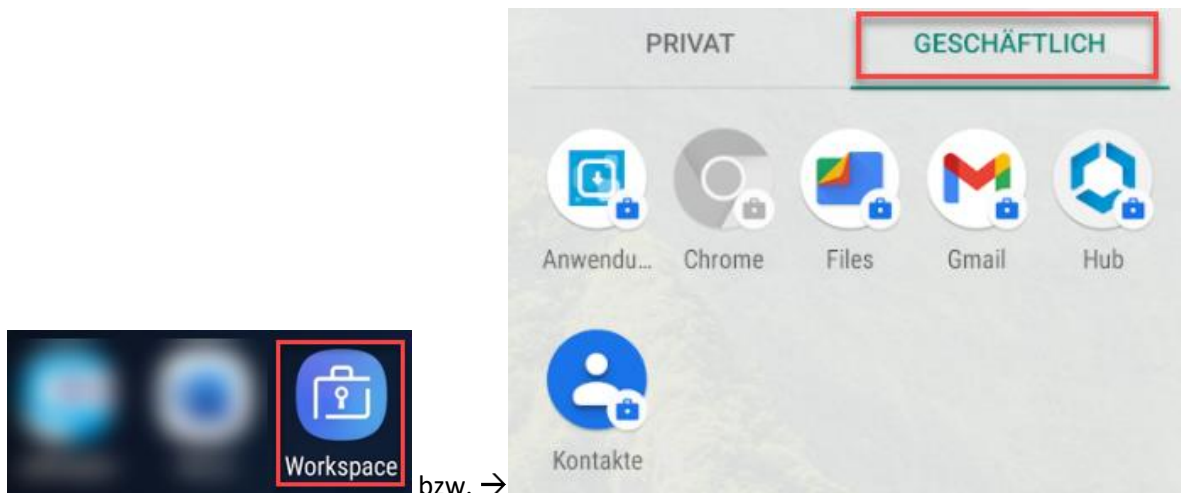 PRIVAT GESCHÄFTLICH
Anwendu... Chrome Files Gmail Hub
Kontakte
Workspace bzw. →